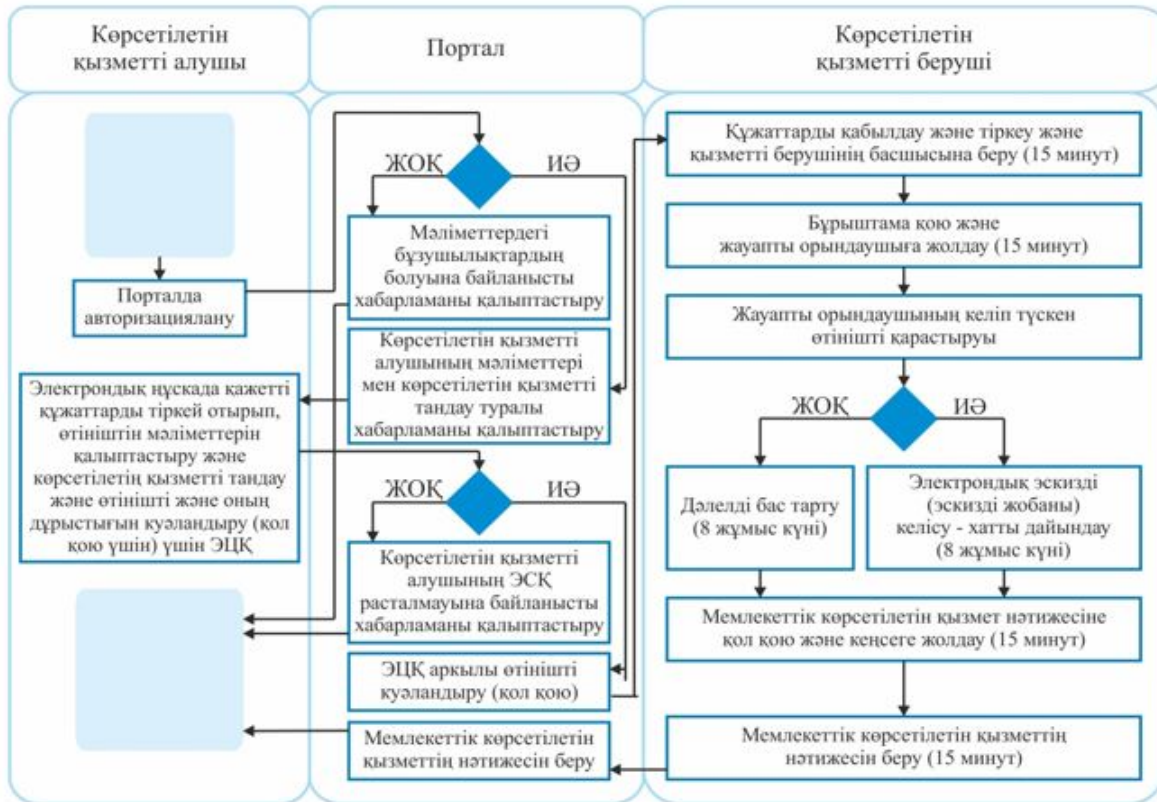 Көрсетілетін
қызметті алушы
Портал
Көрсетілетін
қызметті беруші
Порталда
авторизациялану
Электрондық нұскада қажетті
құжаттарды тіркей отырып,
өтініштін мәліметтерін
қалыптастыру және
көрсетілетің қызметті тандау
және өтінішті және оның
дұрыстығын куәландыру (қол
қою үшін) үшін ЭЦҚ
ЖОҚ
ИӘ
Мәліметтердегі
бұзушылықтардың
болуына байланысты
хабарламаны қалыптастыру
Көрсетілетін қызметті
алушының мәліметтері
мен көрсетілетін қызметті
тандау туралы
хабарламаны қалыптастыру
ЖОҚ
ИӘ
Көрсетілетін қызметті
алушының ЭСҚ
расталмауына байланысты
хабарламаны қалыптастыру
ЭЦҚ аркылы өтінішті
куәландыру (қол қою)
Мемлекеттік көрсетілетін
қызметтің нәтижесін беру
Құжаттарды қабылдау және тіркеу және
қызметті берушінің басшысына беру (15 минут)
Бұрыштама қою және
жауапты орындаушыға жолдау (15 минут)
Жауапты орындаушының келіп түскен
өтінішті қарастыруы
ЖОҚ
ИӘ
Дәлелді бас тарту
(8 жұмыс күні)
Электрондық эскизді
(эскизді жобаны)
келісу - хатты дайындау
(8 жұмыс күні)
Мемлекеттік көрсетілетін қызмет нәтижесіне
қол қою және кеңсеге жолдау (15 минут)
Мемлекеттік көрсетілетін қызметтің
нәтижесін беру (15 минут)